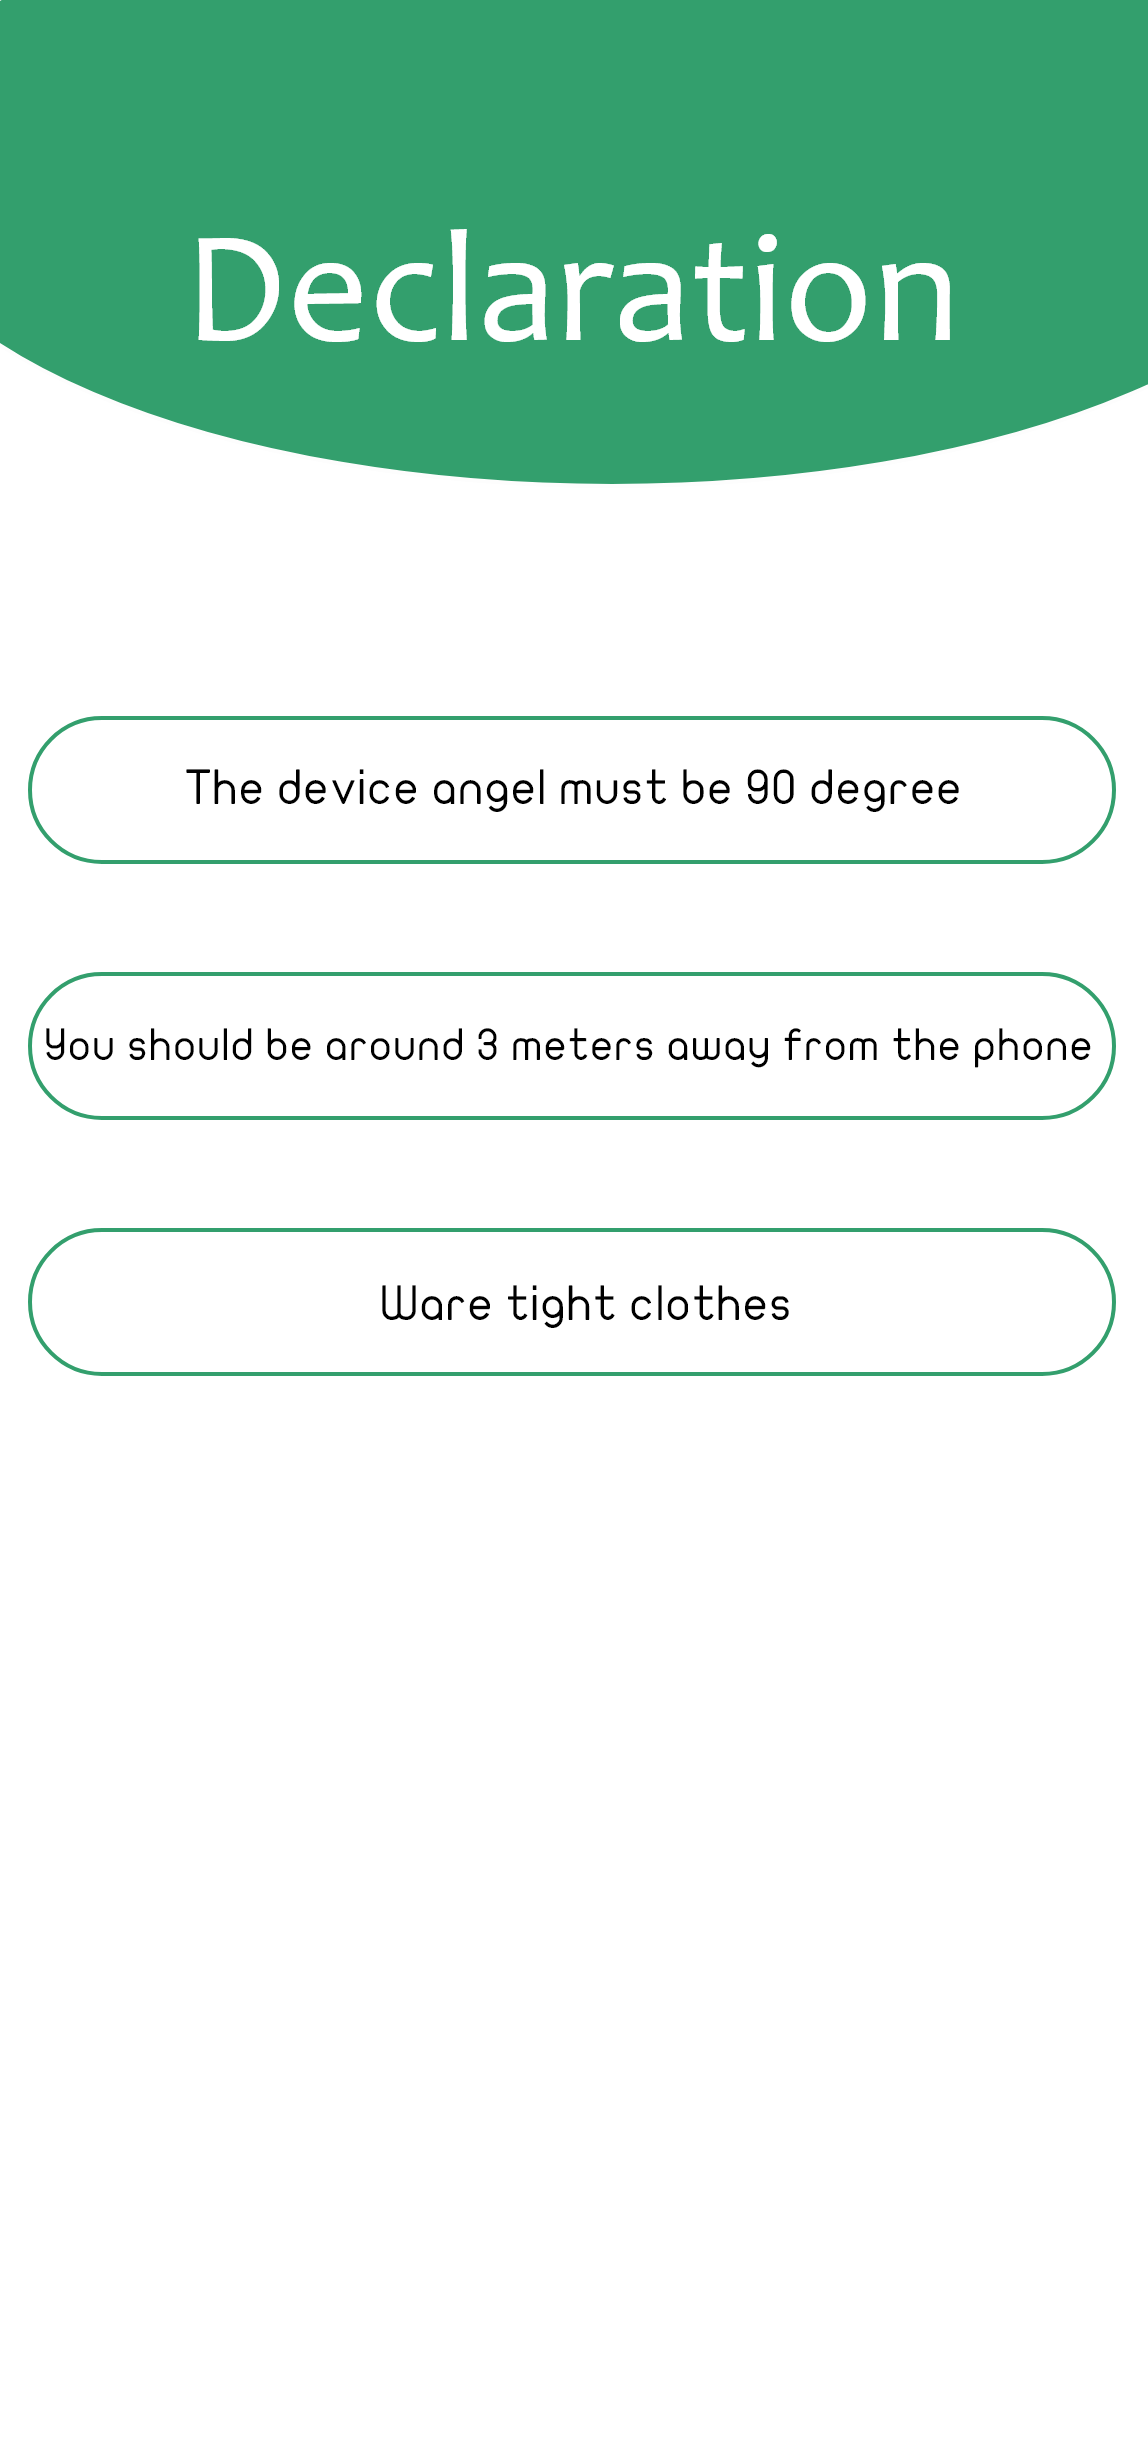 Declaration
The device angel must be 90 degree
You should be around 3 meters away from the phone
Ware tight clothes